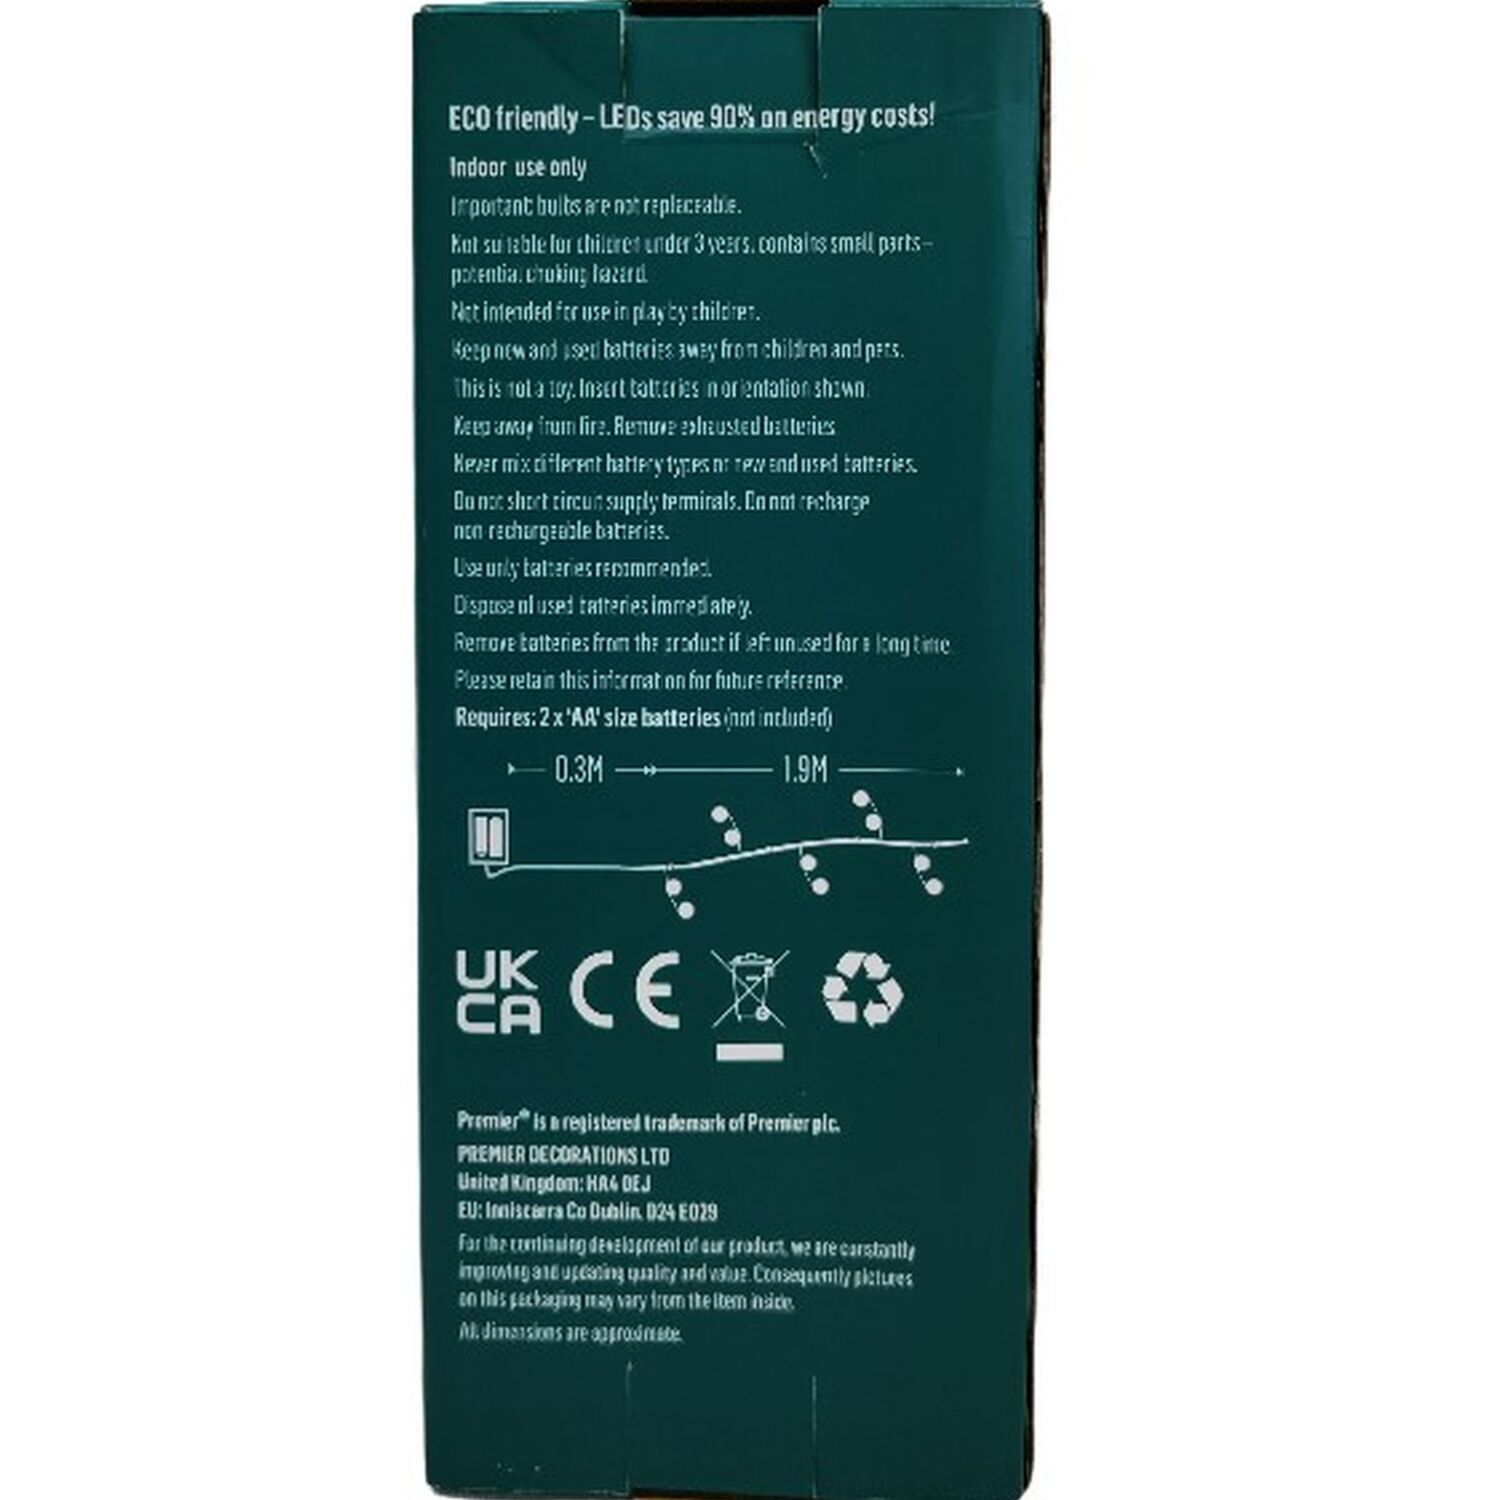 ECO friendly – LEDs save 90% on energy costs!
Indoor use only
Important: bulbs are not replaceable.
Not suitable for children under 3 years, contains small parts –
potential choking hazard.
Not intended for use in play by children.
Keep new and used batteries away from children and pets.
This is not a toy. Insert batteries in orientation shown.
Keep away from fire. Remove exhausted batteries.
Never mix different battery types or new and used batteries.
Do not short circuit supply terminals. Do not recharge
non-rechargeable batteries.
Use only batteries recommended.
Dispose of used batteries immediately.
Remove batteries from the product if left unused for a long time.
Please retain this information for future reference.
Requires: 2 x 'AA' size batteries (not included)
0.3M 1.9M
UK
CA CE
Premier® is a registered trademark of Premier plc.
PREMIER DECORATIONS LTD
United Kingdom: HA4 0EJ
EU: Inniscarra Co Dublin. D24 E029
For the continuing development of our product, we are constantly
improving and updating quality and value. Consequently pictures
on this packaging may vary from the item inside.
All dimensions are approximate.